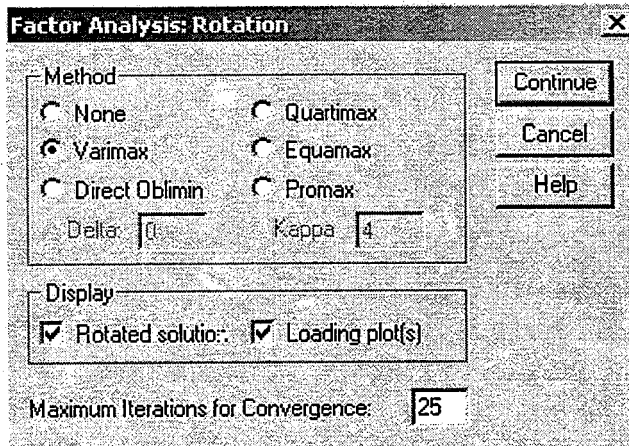 Factor Analysis: Rotation
Method
None
Quartimax
Varimax
Equamax
Direct Oblimin
Promax
Delta: 0
Kappa 4
Continue
Cancel
Help
Display
Rotated solution.
Loading plot(s)
Maximum Iterations for Convergence: 25